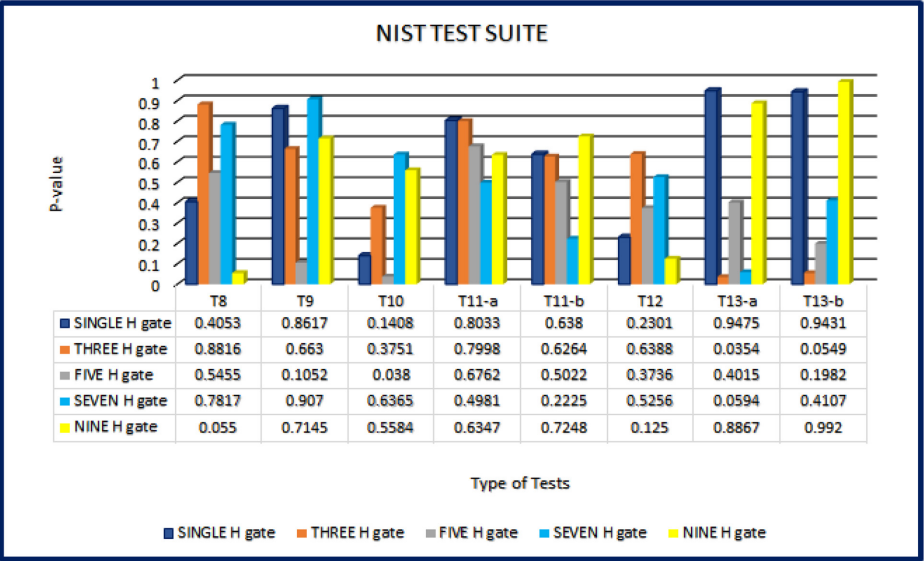 NIST TEST SUITE
P-value
1
0.9
0.8
0.7
0.6
0.5
0.4
0.3
0.2
0.1
0
T8 T9 T10 T11-a T11-b T12 T13-a T13-b
SINGLE H gate 0.4053 0.8617 0.1408 0.8033 0.638 0.2301 0.9475 0.9431
THREE H gate 0.8816 0.663 0.3751 0.7998 0.6264 0.6388 0.0354 0.0549
FIVE H gate 0.5455 0.1052 0.038 0.6762 0.5022 0.3736 0.4015 0.1982
SEVEN H gate 0.7817 0.907 0.6365 0.4981 0.2225 0.5256 0.0594 0.4107
NINE H gate 0.055 0.7145 0.5584 0.6347 0.7248 0.125 0.8867 0.992
Type of Tests
SINGLE H gate THREE H gate FIVE H gate SEVEN H gate NINE H gate